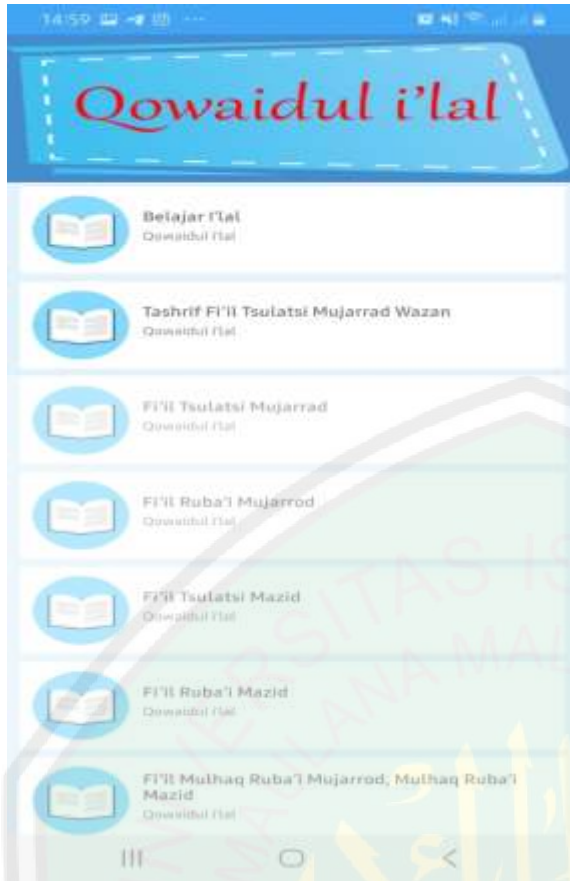 14:59
Qowaidul i'lal
Belajar I'lal
Qowaidul I'lal
Tashrif Fi'il Tsulatsi Mujarrad Wazan
Qowaidul I'lal
Fi'il Tsulatsi Mujarrad
Qowaidul I'lal
Fi'il Ruba'i Mujarrod
Qowaidul I'lal
Fi'il Tsulatsi Mazid
Qowaidul I'lal
Fi'il Ruba'i Mazid
Qowaidul I'lal
Fi'il Mulhaq Ruba'i Mujarrod, Mulhaq Ruba'i
Mazid
Qowaidul I'lal